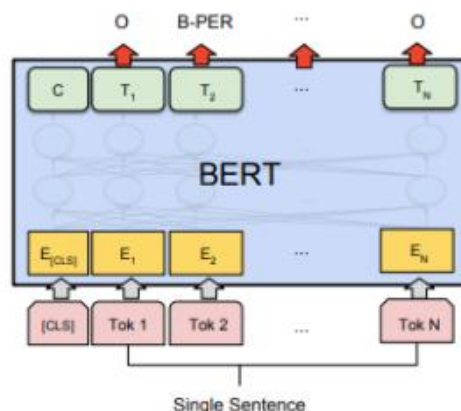 O B-PER ... O
C T1 T2 ... TN
BERT
E[CLS] E1 E2 ... EN
[CLS] Tok 1 Tok 2 ... Tok N
Single Sentence